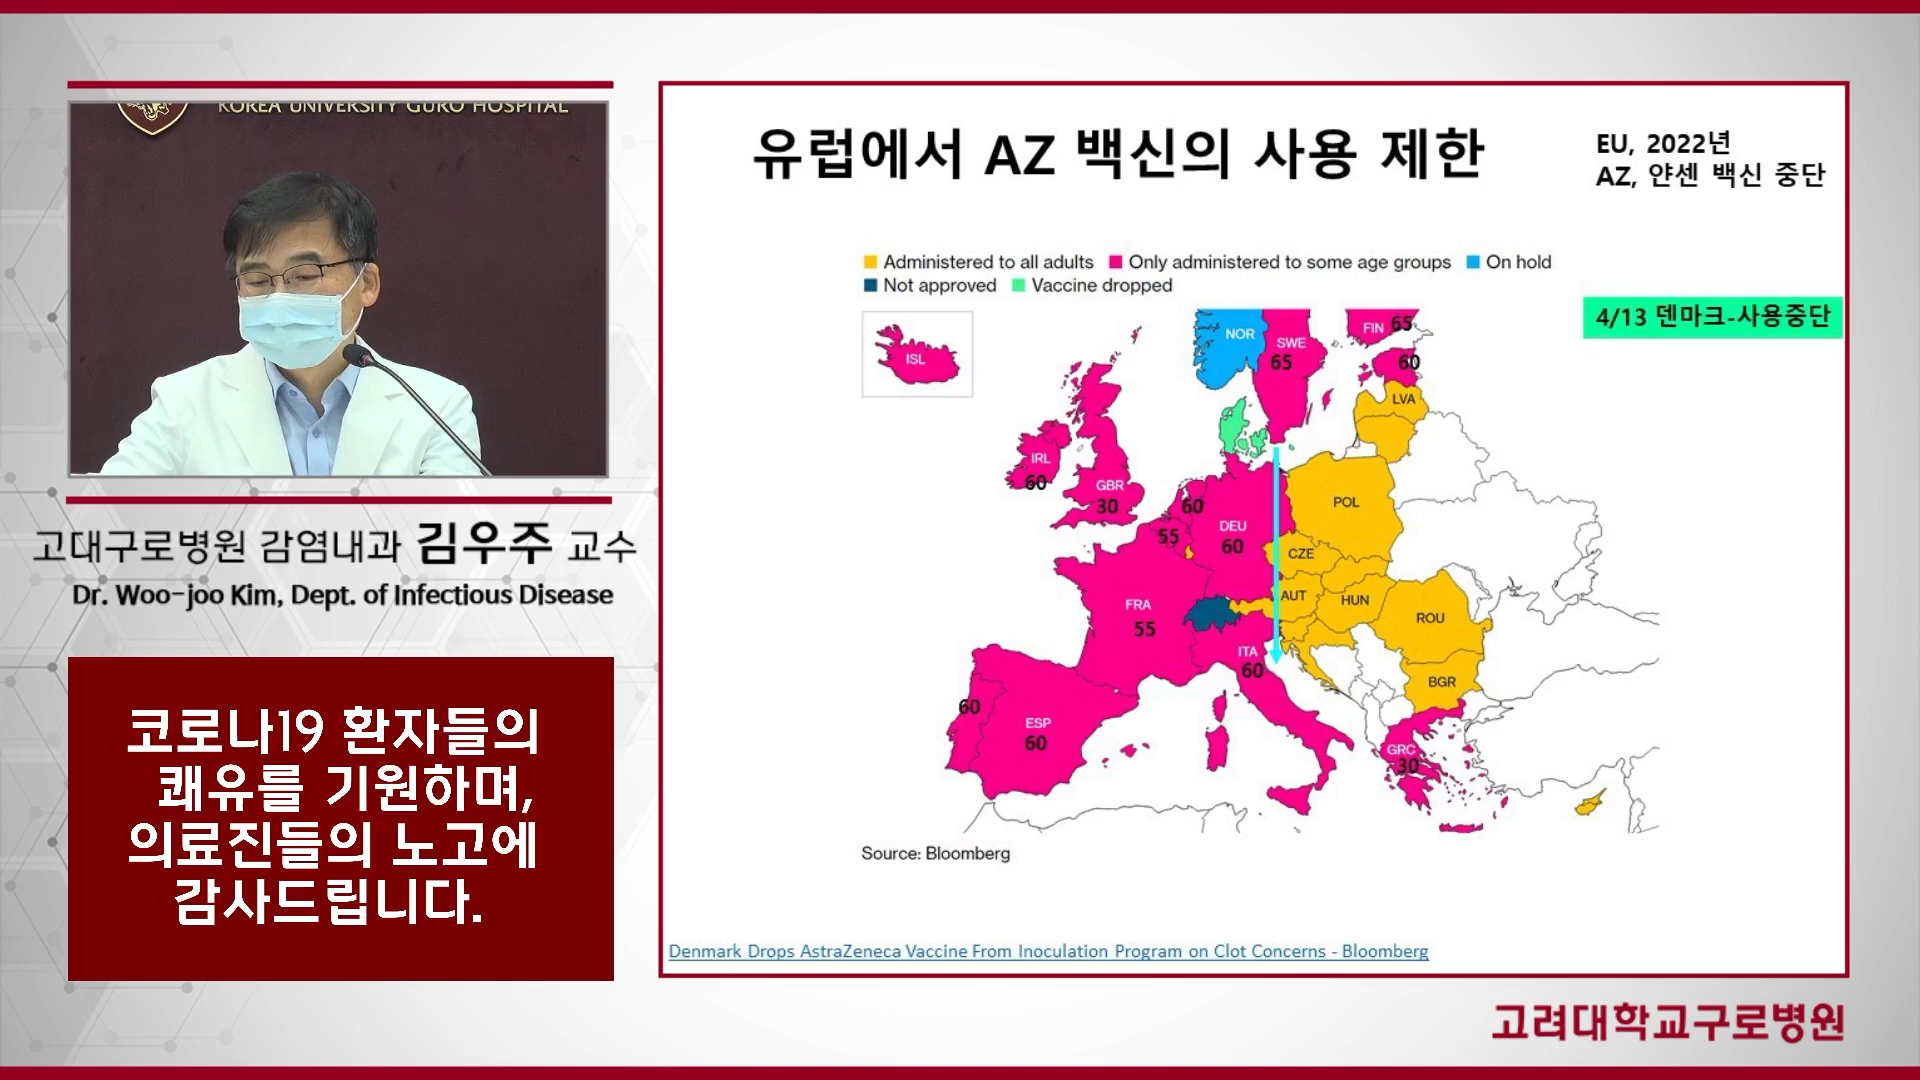 KOREA UNIVERSITY GURO HOSPITAL
고대구로병원 감염내과 김우주 교수
Dr. Woo-joo Kim, Dept. of Infectious Disease
코로나19 환자들의
쾌유를 기원하며,
의료진들의 노고에
감사드립니다.
유럽에서 AZ 백신의 사용 제한
EU, 2022년
AZ, 얀센 백신 중단
Administered to all adults Only administered to some age groups On hold
Not approved Vaccine dropped
4/13 덴마크-사용중단
ISL
NOR
SWE
65
FIN 65
60
LVA
IRL
60
GBR
30
60
55
DEU
60
POL
CZE
AUT
HUN
ROU
FRA
55
ITA
60
BGR
60
ESP
60
GRC
30
Source: Bloomberg
Denmark Drops AstraZeneca Vaccine From Inoculation Program on Clot Concerns - Bloomberg
고려대학교구로병원